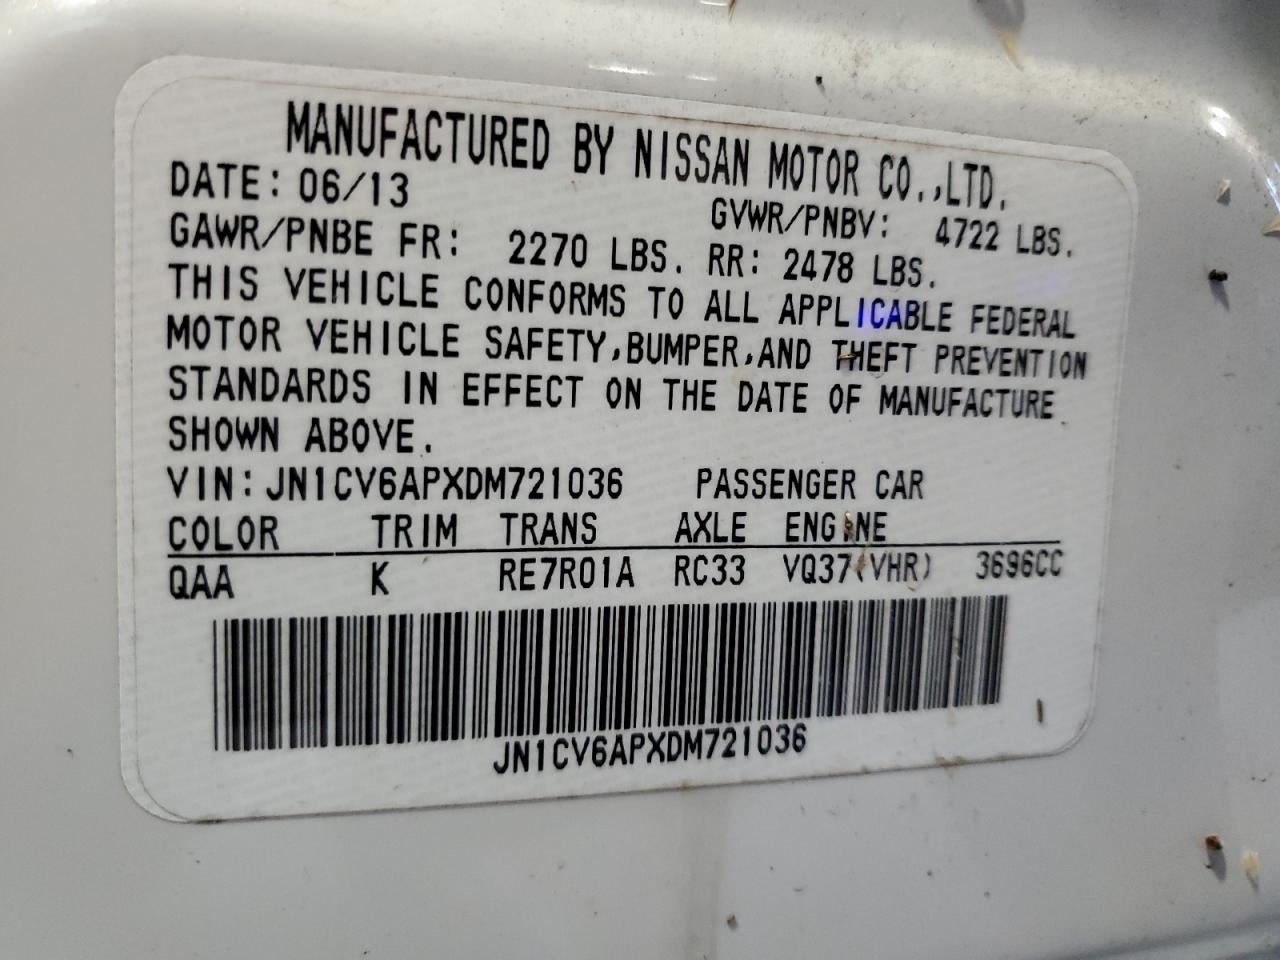 MANUFACTURED BY NISSAN MOTOR CO.,LTD.
DATE: 06/13 GVWR/PNBV: 4722 LBS.
GAWR/PNBE FR: 2270 LBS. RR: 2478 LBS.
THIS VEHICLE CONFORMS TO ALL APPLICABLE FEDERAL
MOTOR VEHICLE SAFETY,BUMPER,AND THEFT PREVENTION
STANDARDS IN EFFECT ON THE DATE OF MANUFACTURE
SHOWN ABOVE.
VIN: JN1CV6APXDM721036 PASSENGER CAR
COLOR TRIM TRANS AXLE ENGINE
QAA K RE7R01A RC33 VQ37(VHR) 3696CC
JN1CV6APXDM721036